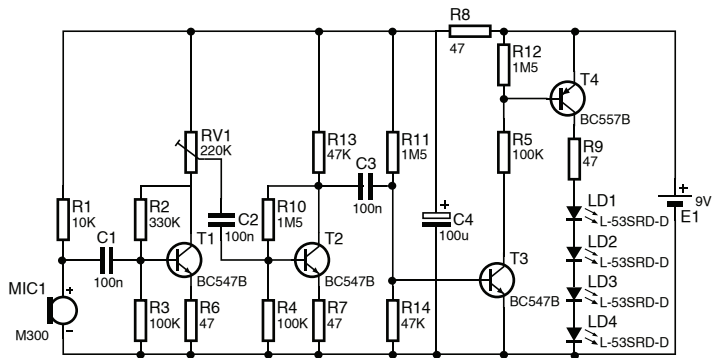 R8
47
R12
1M5
T4
BC557B
RV1
220K
R13
47K
R11
1M5
R5
100K
R9
47
C3
100n
R1
10K
R2
330K
C2
100n
R10
1M5
+
C4
100u
LD1
L-53SRD-D
+
9V
E1
C1
100n
T1
BC547B
T2
BC547B
T3
BC547B
LD2
L-53SRD-D
MIC1
+
-
M300
R3
100K
R6
47
R4
100K
R7
47
R14
47K
LD3
L-53SRD-D
LD4
L-53SRD-D